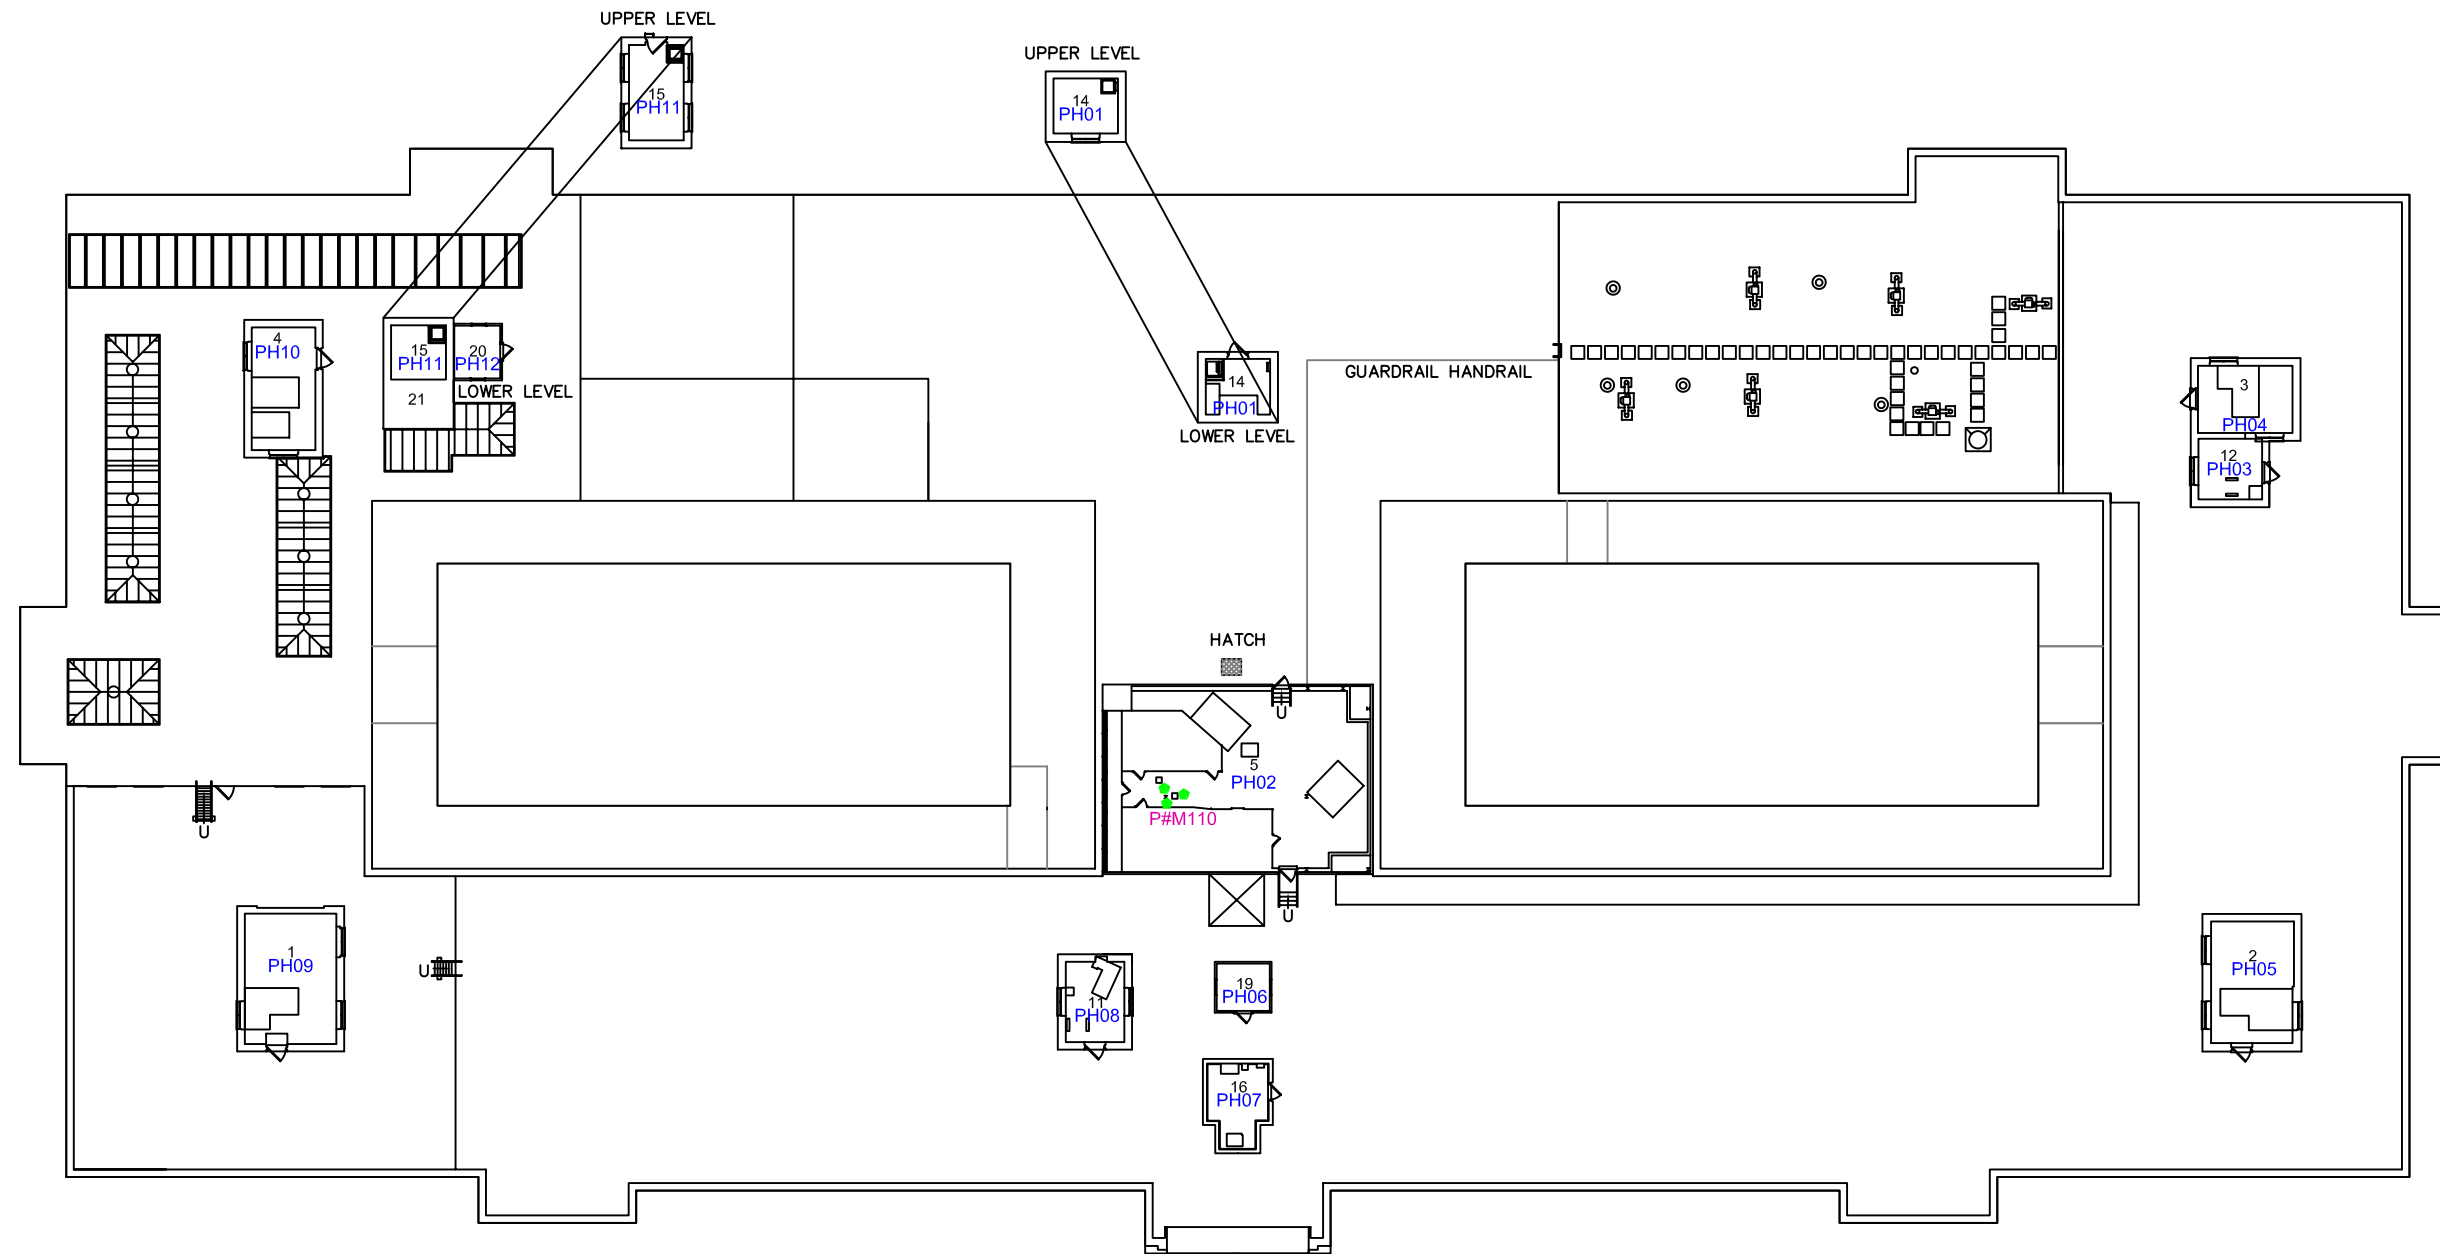 UPPER LEVEL
UPPER LEVEL
15
PH11
14
PH01
4
PH10
15
PH11
20
PH12
LOWER LEVEL
21
14
PH01
LOWER LEVEL
GUARDRAIL HANDRAIL
3
PH04
12
PH03
HATCH
U
5
PH02
P#M110
U
U
U
1
PH09
11
PH08
19
PH06
2
PH05
16
PH07